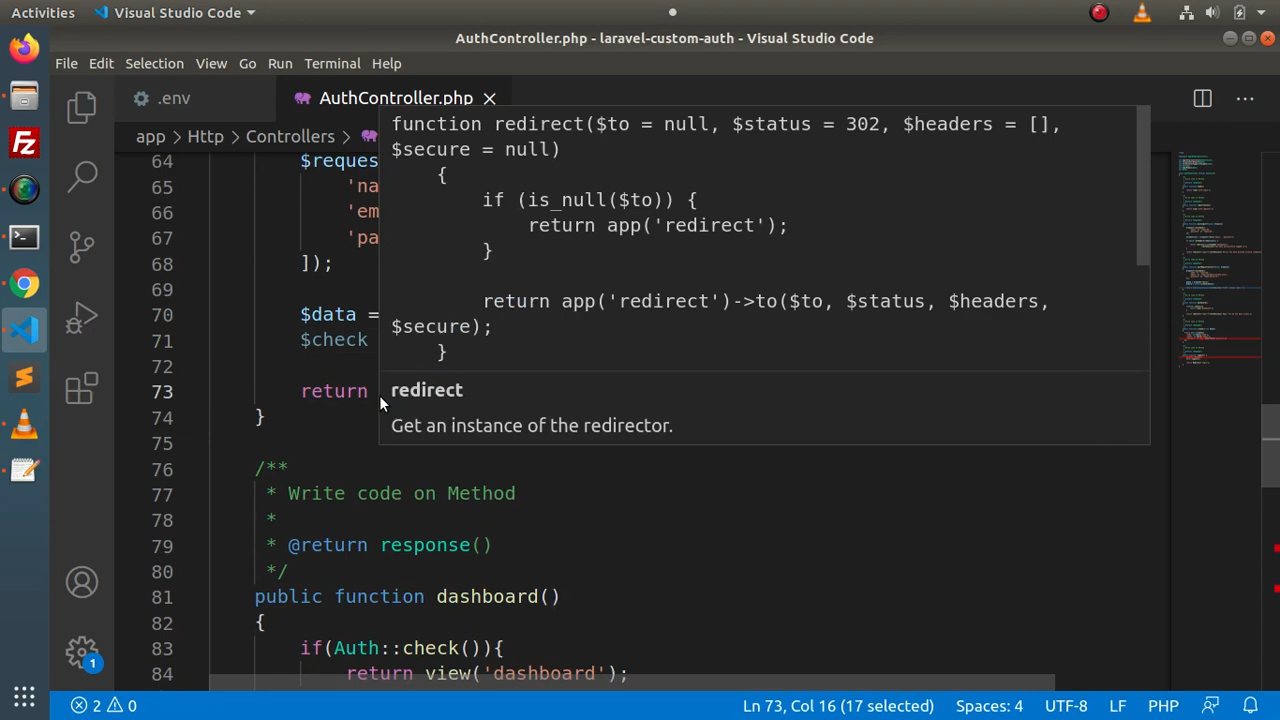 Activities
Visual Studio Code
AuthController.php - laravel-custom-auth - Visual Studio Code
File Edit Selection View Go Run Terminal Help
.env
AuthController.php
app > Http > Controllers >
function redirect($to = null, $status = 302, $headers = [],
$secure = null)
{
if (is_null($to)) {
return app('redirect');
}
return app('redirect')->to($to, $status, $headers,
$secure);
}
redirect
Get an instance of the redirector.
64 $reques
65 'na
66 'em
67 'pa
68 ]);
69
70 $data =
71 $check
72
73 return
74 }
75
76 /**
77 * Write code on Method
78 *
79 * @return response()
80 */
81 public function dashboard()
82 {
83 if(Auth::check()){
84 return view('dashboard');
1
2 0
Ln 73, Col 16 (17 selected) Spaces: 4 UTF-8 LF PHP